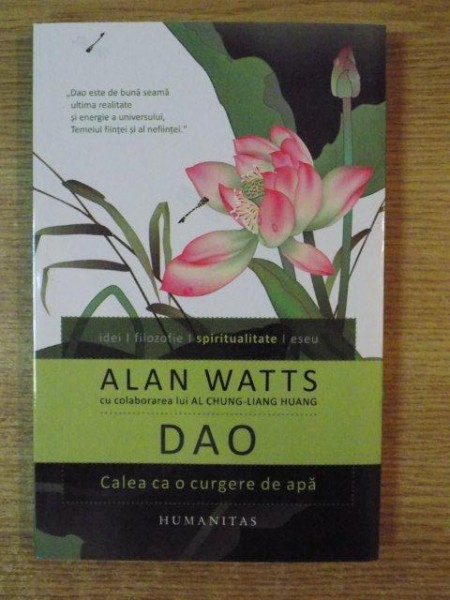 „Dao este de bună seamă
ultima realitate
și energie a universului,
Temeiul ființei și al neființei.”
idei | filozofie | spiritualitate | eseu
ALAN WATTS
cu colaborarea lui AL CHUNG-LIANG HUANG
DAO
Calea ca o curgere de apă
HUMANITAS